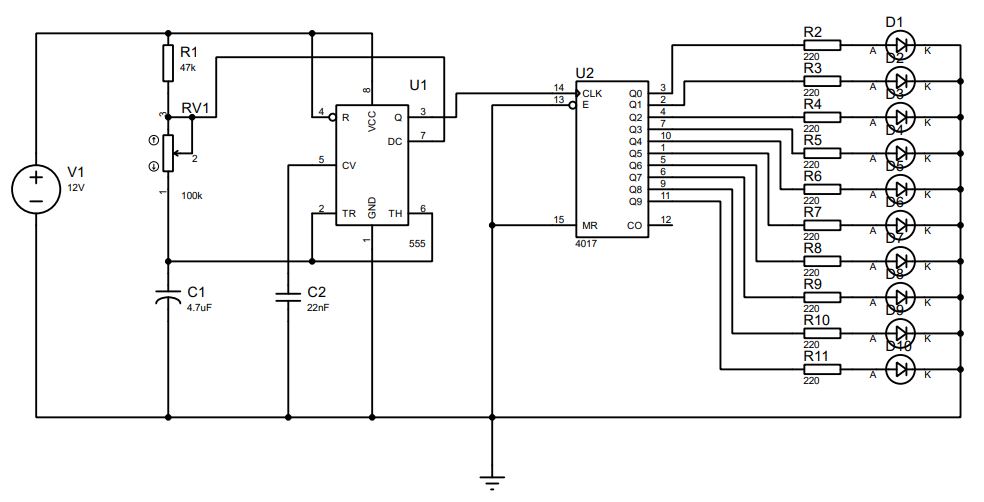 V1
12V
R1
47k
RV1
3
2
1
100k
C1
4.7uF
C2
22nF
U1
555
4 R
8 VCC
Q 3
DC 7
5 CV
2 TR
GND 1
TH 6
U2
4017
14 CLK
13 E
15 MR
Q0 3
Q1 2
Q2 4
Q3 7
Q4 10
Q5 1
Q6 5
Q7 6
Q8 9
Q9 11
CO 12
R2
220
A D1 K
R3
220
A D2 K
R4
220
A D3 K
R5
220
A D4 K
R6
220
A D5 K
R7
220
A D6 K
R8
220
A D7 K
R9
220
A D8 K
R10
220
A D9 K
R11
220
A D10 K